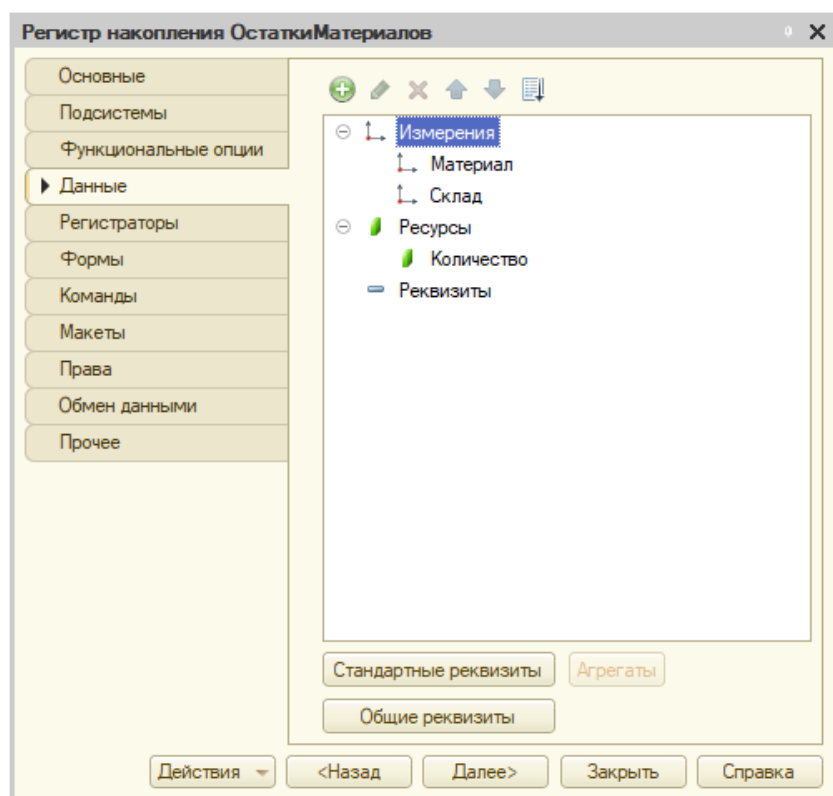 Регистр накопления ОстаткиМатериалов
Основные
Подсистемы
Функциональные опции
Данные
Регистраторы
Формы
Команды
Макеты
Права
Обмен данными
Прочее
Измерения
Материал
Склад
Ресурсы
Количество
Реквизиты
Стандартные реквизиты
Агрегаты
Общие реквизиты
Действия
<Назад
Далее>
Закрыть
Справка